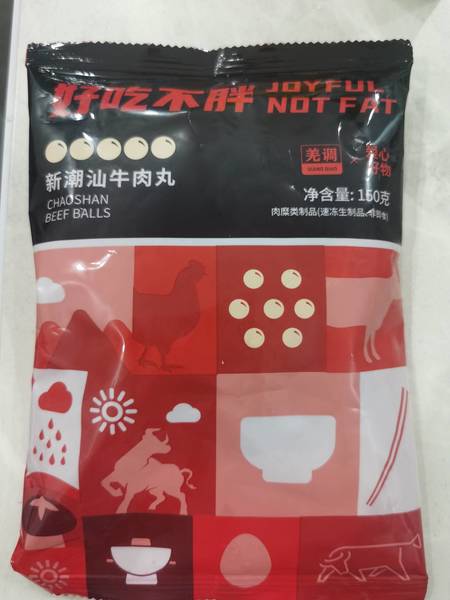 好吃不胖 JOYFUL
NOT FAT
新潮汕牛肉丸
CHAOSHAN
BEEF BALLS
羌调
×
好物
净含量: 150克
肉糜类制品(速冻生制品、非即食)